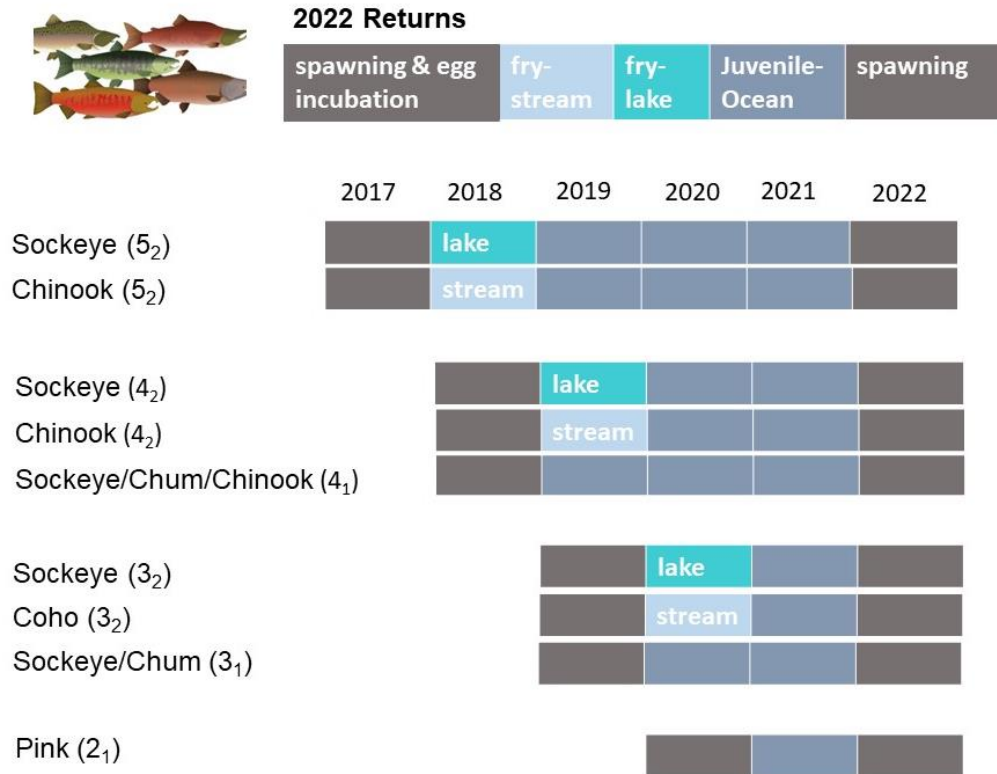 2022 Returns
spawning & egg
incubation
fry-
stream
fry-
lake
Juvenile-
Ocean
spawning
2017 2018 2019 2020 2021 2022
Sockeye (5₂) lake
Chinook (5₂) stream
Sockeye (4₂) lake
Chinook (4₂) stream
Sockeye/Chum/Chinook (4₁)
Sockeye (3₂) lake
Coho (3₂) stream
Sockeye/Chum (3₁)
Pink (2₁)